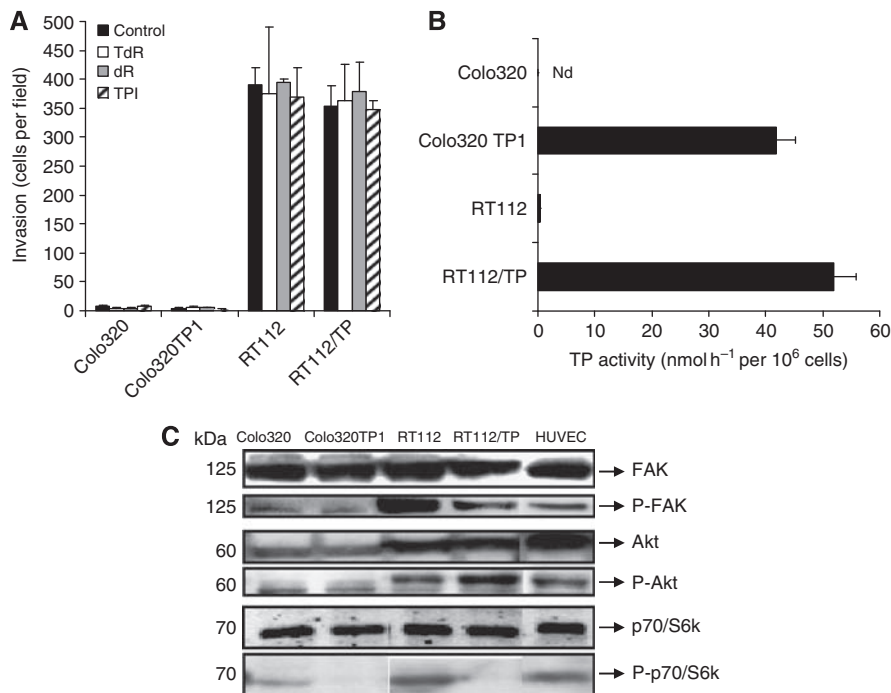 A
Invasion (cells per field)
500
450
400
350
300
250
200
150
100
50
0
Control
TdR
dR
TPI
Colo320
Colo320TP1
RT112
RT112/TP
B
Colo320
Nd
Colo320 TP1
RT112
RT112/TP
0 10 20 30 40 50 60
TP activity (nmol h⁻¹ per 10⁶ cells)
C
kDa Colo320 Colo320TP1 RT112 RT112/TP HUVEC
125 FAK
125 P-FAK
60 Akt
60 P-Akt
70 p70/S6k
70 P-p70/S6k